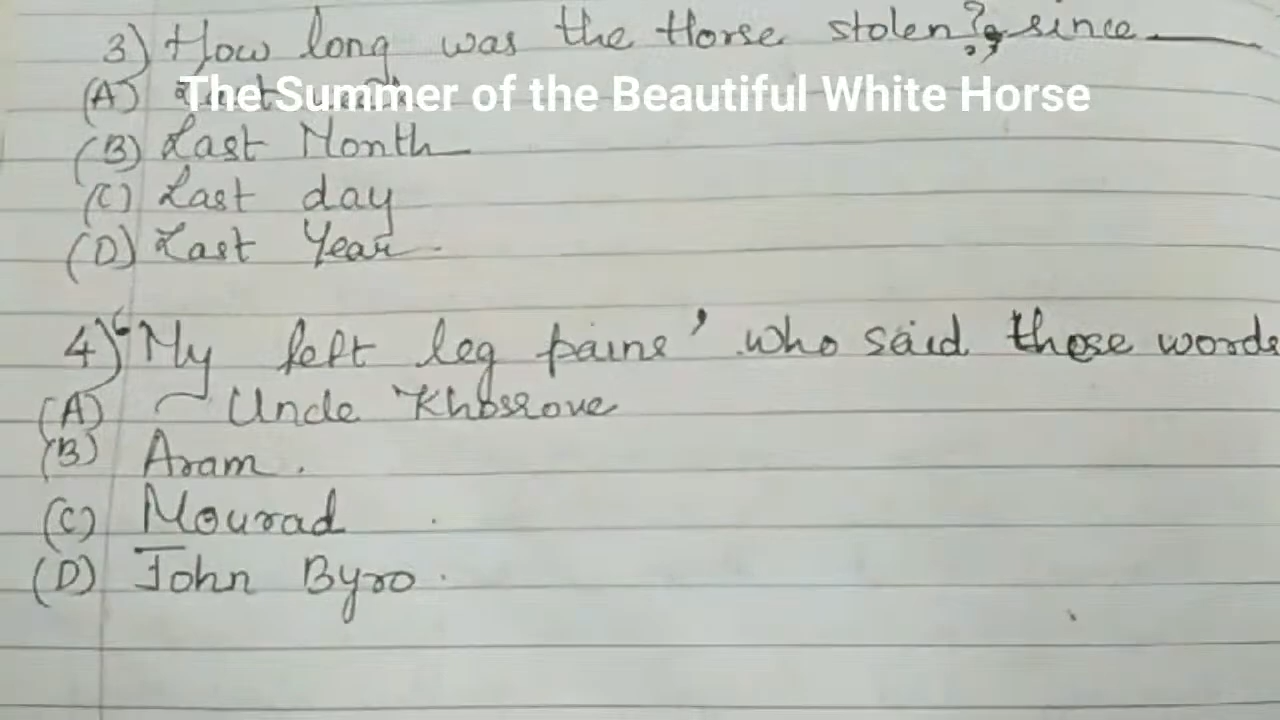 3) How long was the Horse stolen? since
The Summer of the Beautiful White Horse
(A)
(B) Last Month
(C) Last day
(D) Last Year.
4) 'My left leg pains' who said these words
(A) Uncle Khosrove
(B) Aram.
(C) Mourad
(D) John Byro.